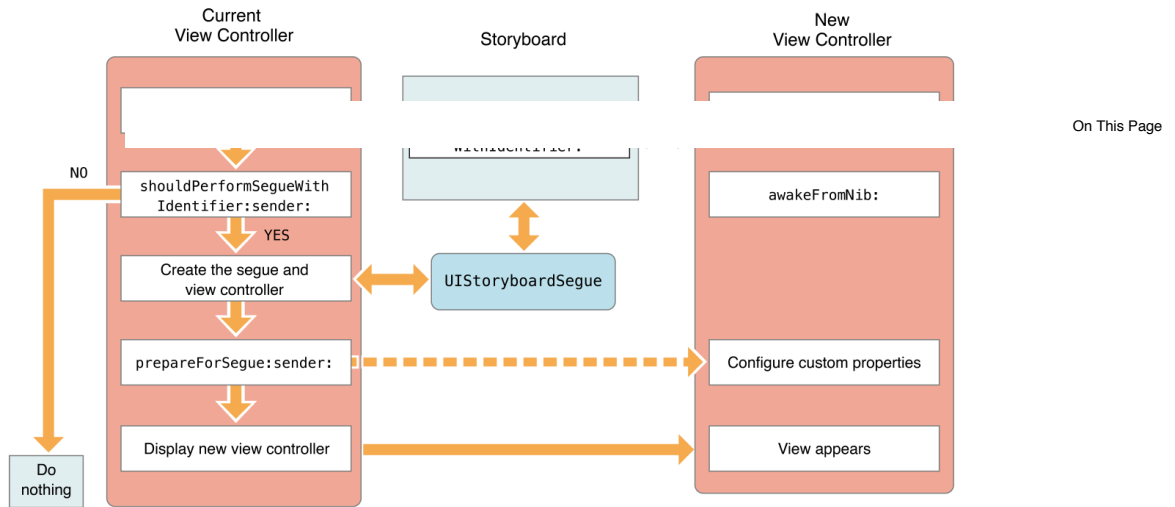 Current
View Controller
Storyboard
New
View Controller
On This Page
NO
shouldPerformSegueWith
Identifier:sender:
awakeFromNib:
YES
Create the segue and
view controller
UIStoryboardSegue
prepareForSegue:sender:
Configure custom properties
Display new view controller
View appears
Do
nothing